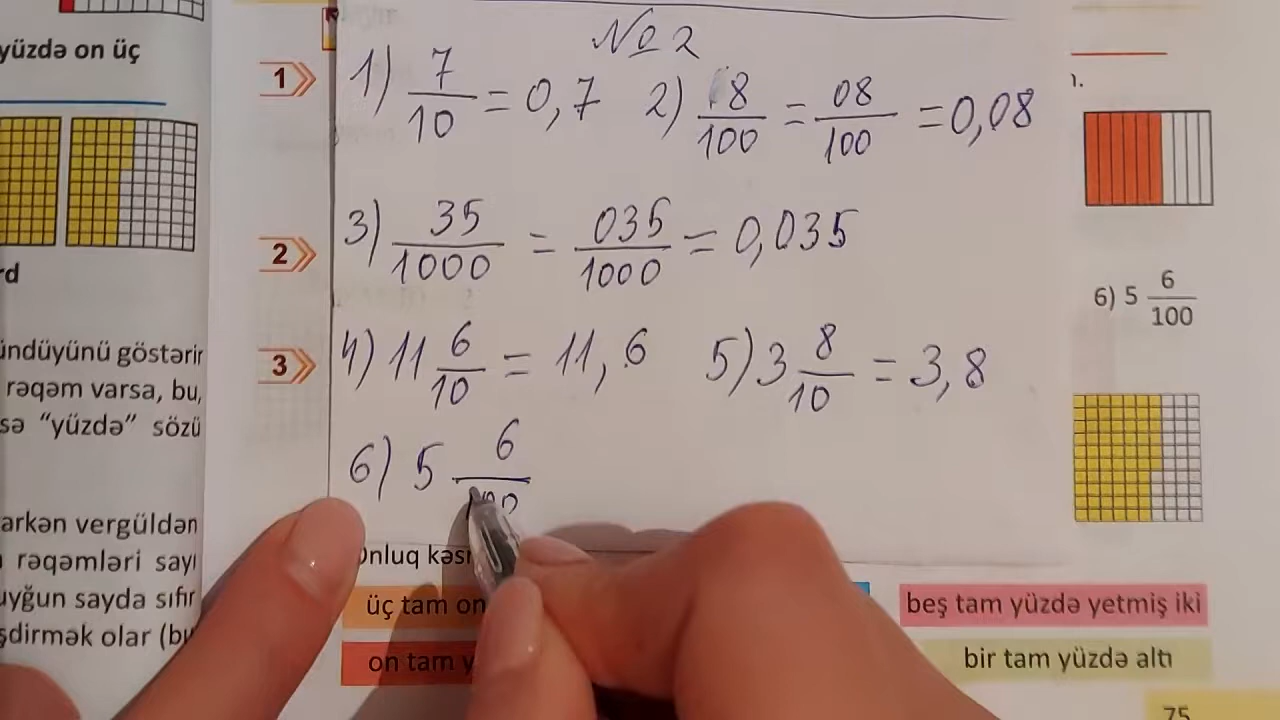 yüzdə on üç
№ 2
1
1) 7/10 = 0,7 2) 8/100 = 08/100 = 0,08
2
3) 35/1000 = 035/1000 = 0,035
6) 5 6/100
3
4) 11 6/10 = 11,6 5) 3 8/10 = 3,8
6) 5 6/100
ündüyünü göstərir
rəqəm varsa, bu,
sə “yüzdə” sözü
arkən vergüldən
rəqəmləri sayı
uyğun sayda sıfır
şdirmək olar (bu
Onluq kəsr
üç tam on
beş tam yüzdə yetmiş iki
on tam y
bir tam yüzdə altı
75